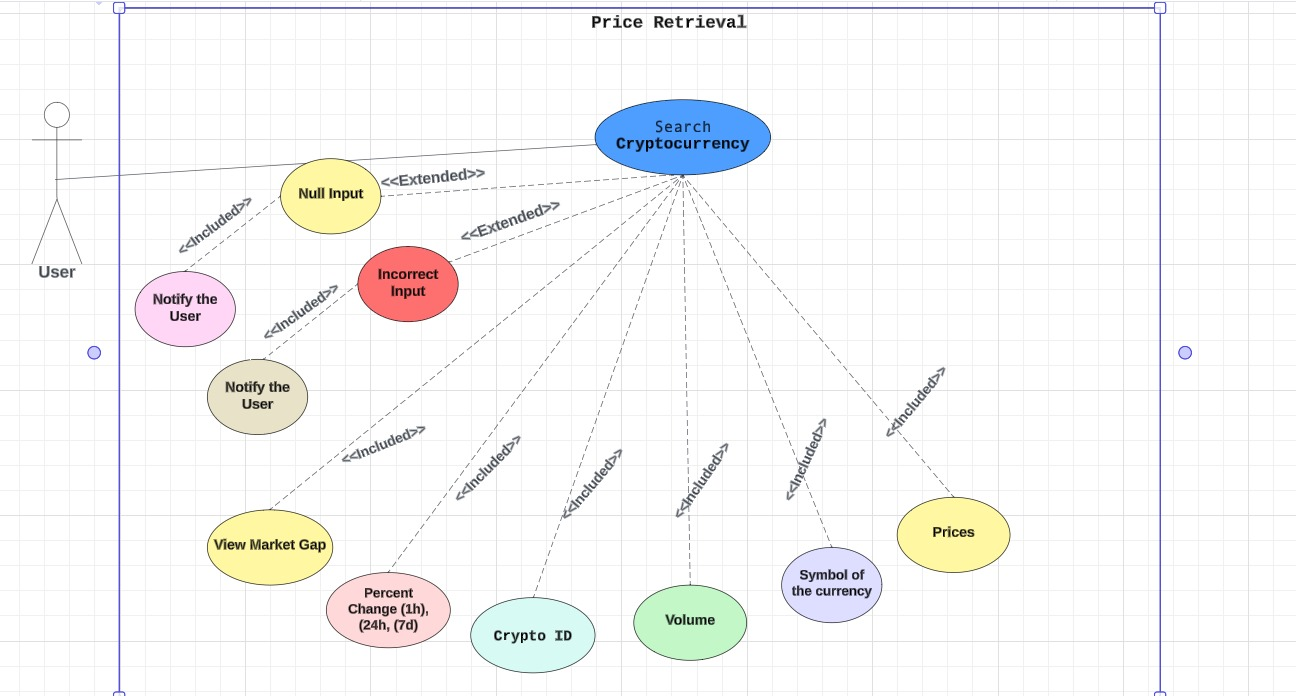 Price Retrieval
Search
Cryptocurrency
<<Extended>>
Null Input
<<Included>>
<<Extended>>
User
Incorrect
Input
Notify the
User
<<Included>>
Notify the
User
<<Included>>
<<Included>>
<<Included>>
<<Included>>
<<Included>>
<<Included>>
View Market Gap
Prices
Percent
Change (1h),
(24h, (7d)
Crypto ID
Volume
Symbol of
the currency